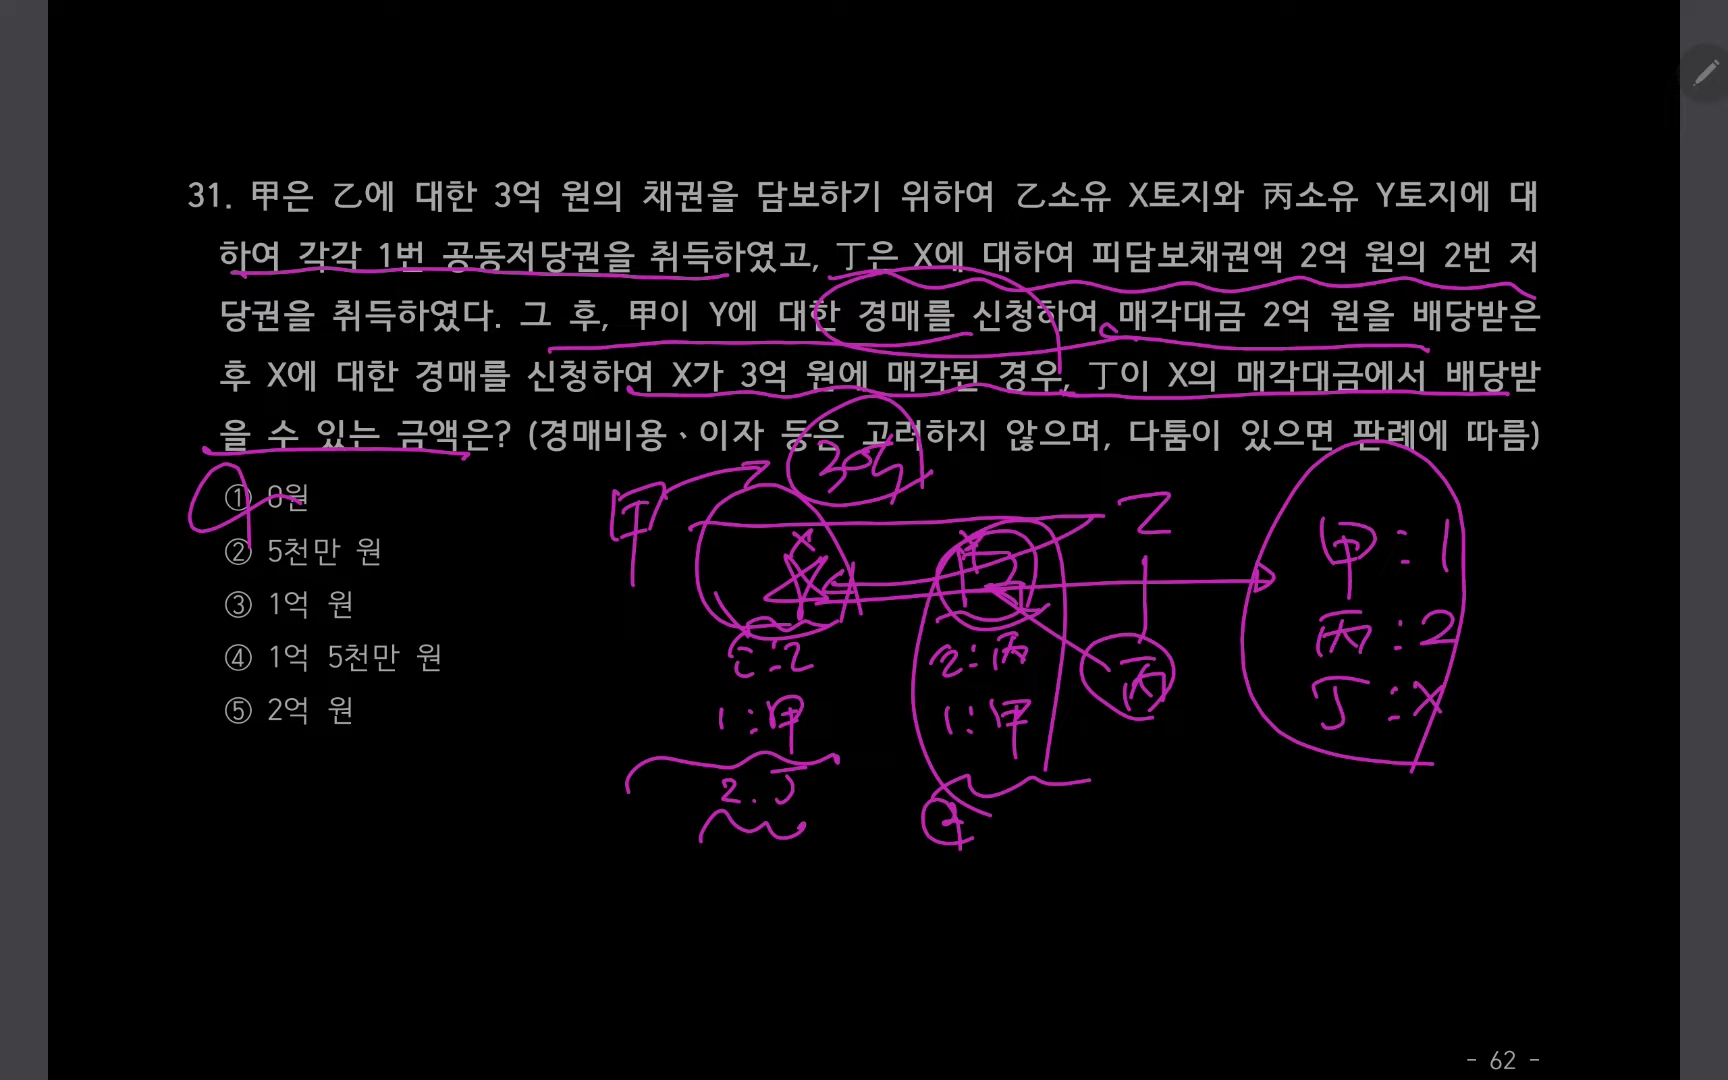 31. 甲은 乙에 대한 3억 원의 채권을 담보하기 위하여 乙소유 X토지와 丙소유 Y토지에 대
하여 각각 1번 공동저당권을 취득하였고, 丁은 X에 대하여 피담보채권액 2억 원의 2번 저
당권을 취득하였다. 그 후, 甲이 Y에 대한 경매를 신청하여 매각대금 2억 원을 배당받은
후 X에 대한 경매를 신청하여 X가 3억 원에 매각된 경우, 丁이 X의 매각대금에서 배당받
을 수 있는 금액은? (경매비용ㆍ이자 등은 고려하지 않으며, 다툼이 있으면 판례에 따름)
① 0원
② 5천만 원
③ 1억 원
④ 1억 5천만 원
⑤ 2억 원
3억
甲
乙
甲 : 1
丙 : 2
丁 : X
丙
1 : 甲
1 : 甲
2. 丁
- 62 -